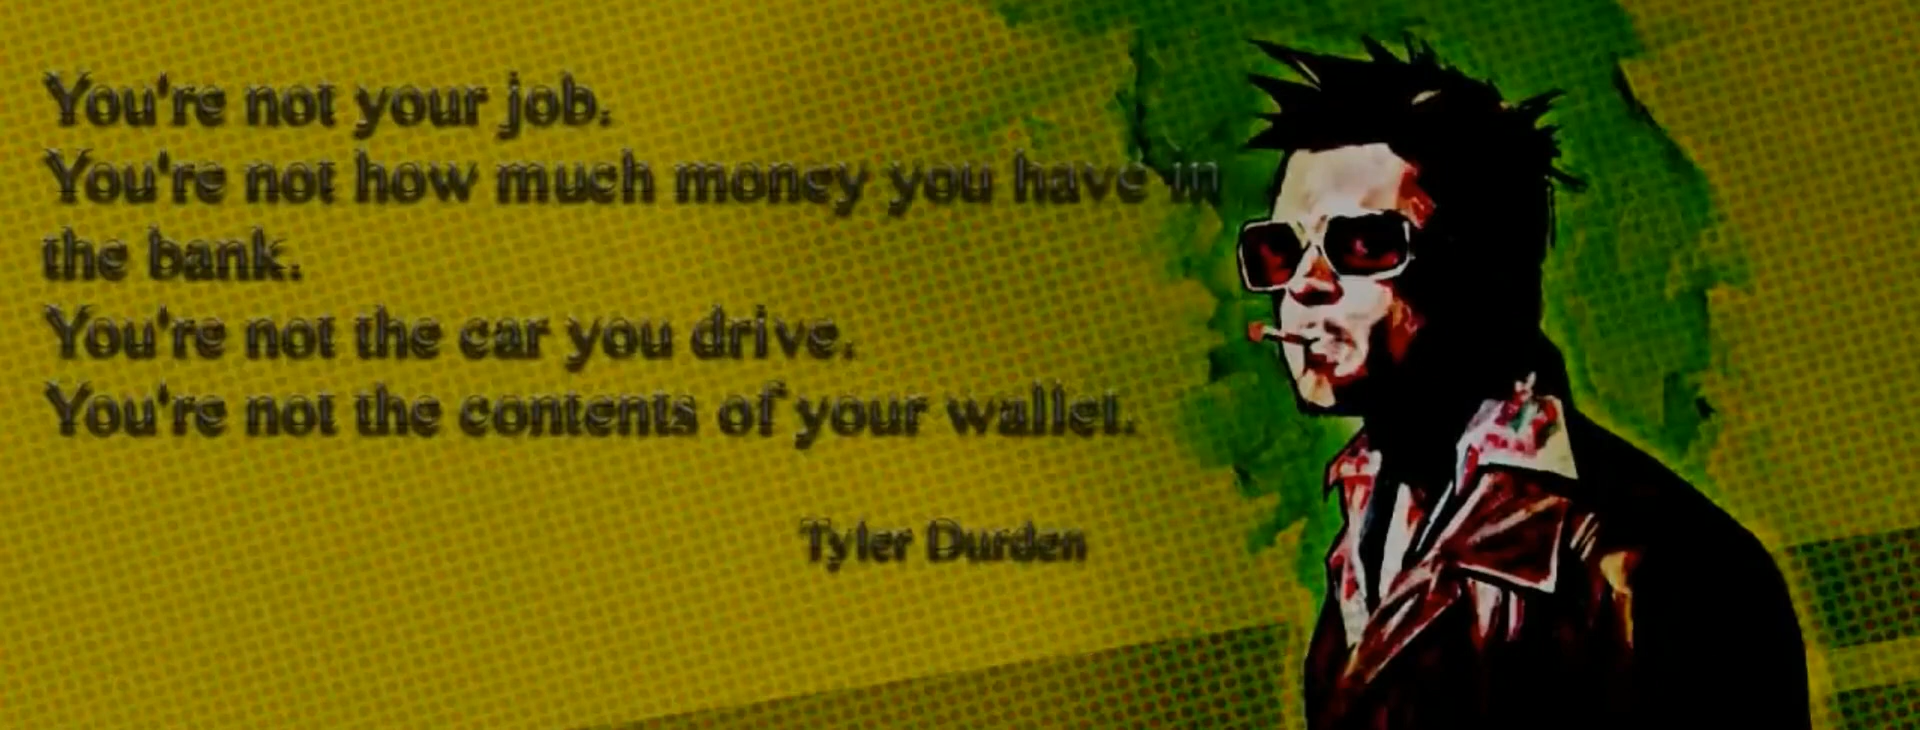 You're not your job.
You're not how much money you have in
the bank.
You're not the car you drive.
You're not the contents of your wallet.
Tyler Durden